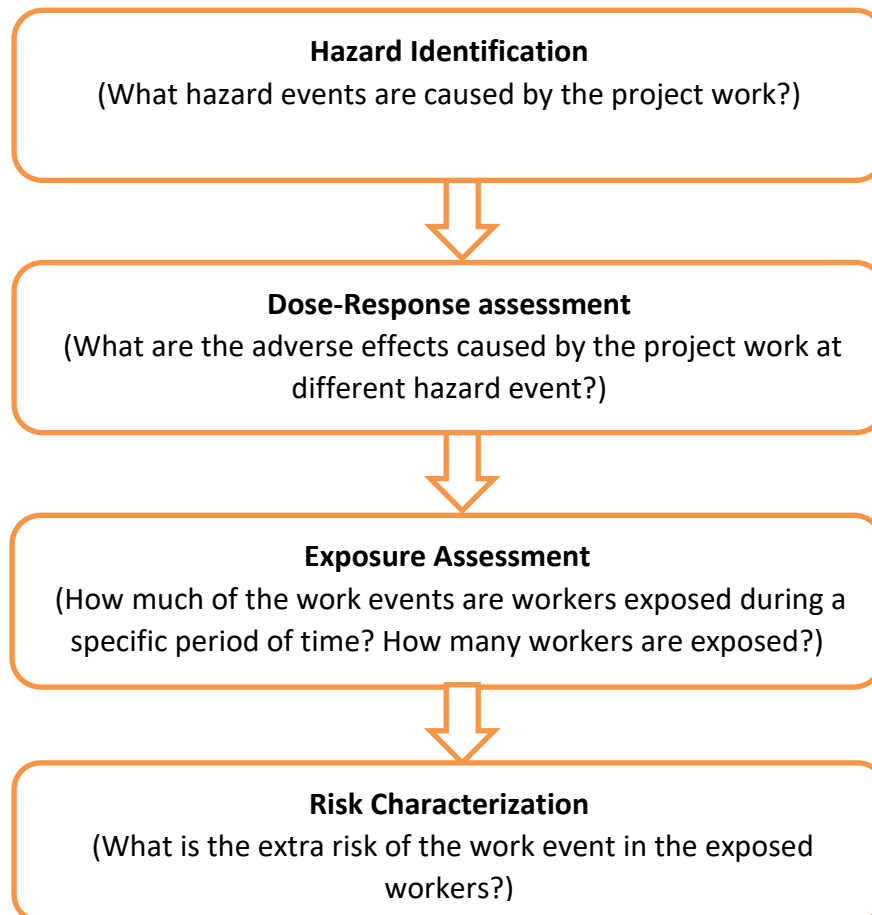 Hazard Identification
(What hazard events are caused by the project work?)
Dose-Response assessment
(What are the adverse effects caused by the project work at
different hazard event?)
Exposure Assessment
(How much of the work events are workers exposed during a
specific period of time? How many workers are exposed?)
Risk Characterization
(What is the extra risk of the work event in the exposed
workers?)